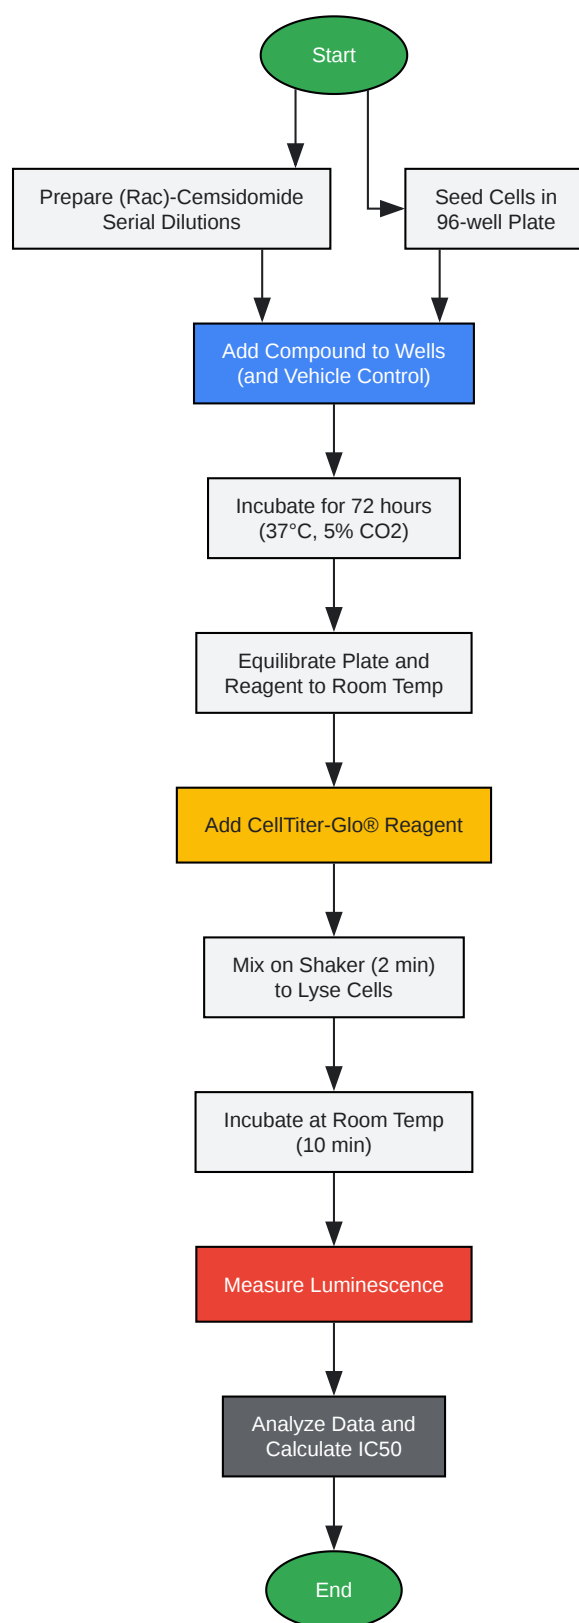 Start
Prepare (Rac)-Cemsidomide
Serial Dilutions
Seed Cells in
96-well Plate
Add Compound to Wells
(and Vehicle Control)
Incubate for 72 hours
(37°C, 5% CO2)
Equilibrate Plate and
Reagent to Room Temp
Add CellTiter-Glo® Reagent
Mix on Shaker (2 min)
to Lyse Cells
Incubate at Room Temp
(10 min)
Measure Luminescence
Analyze Data and
Calculate IC50
End